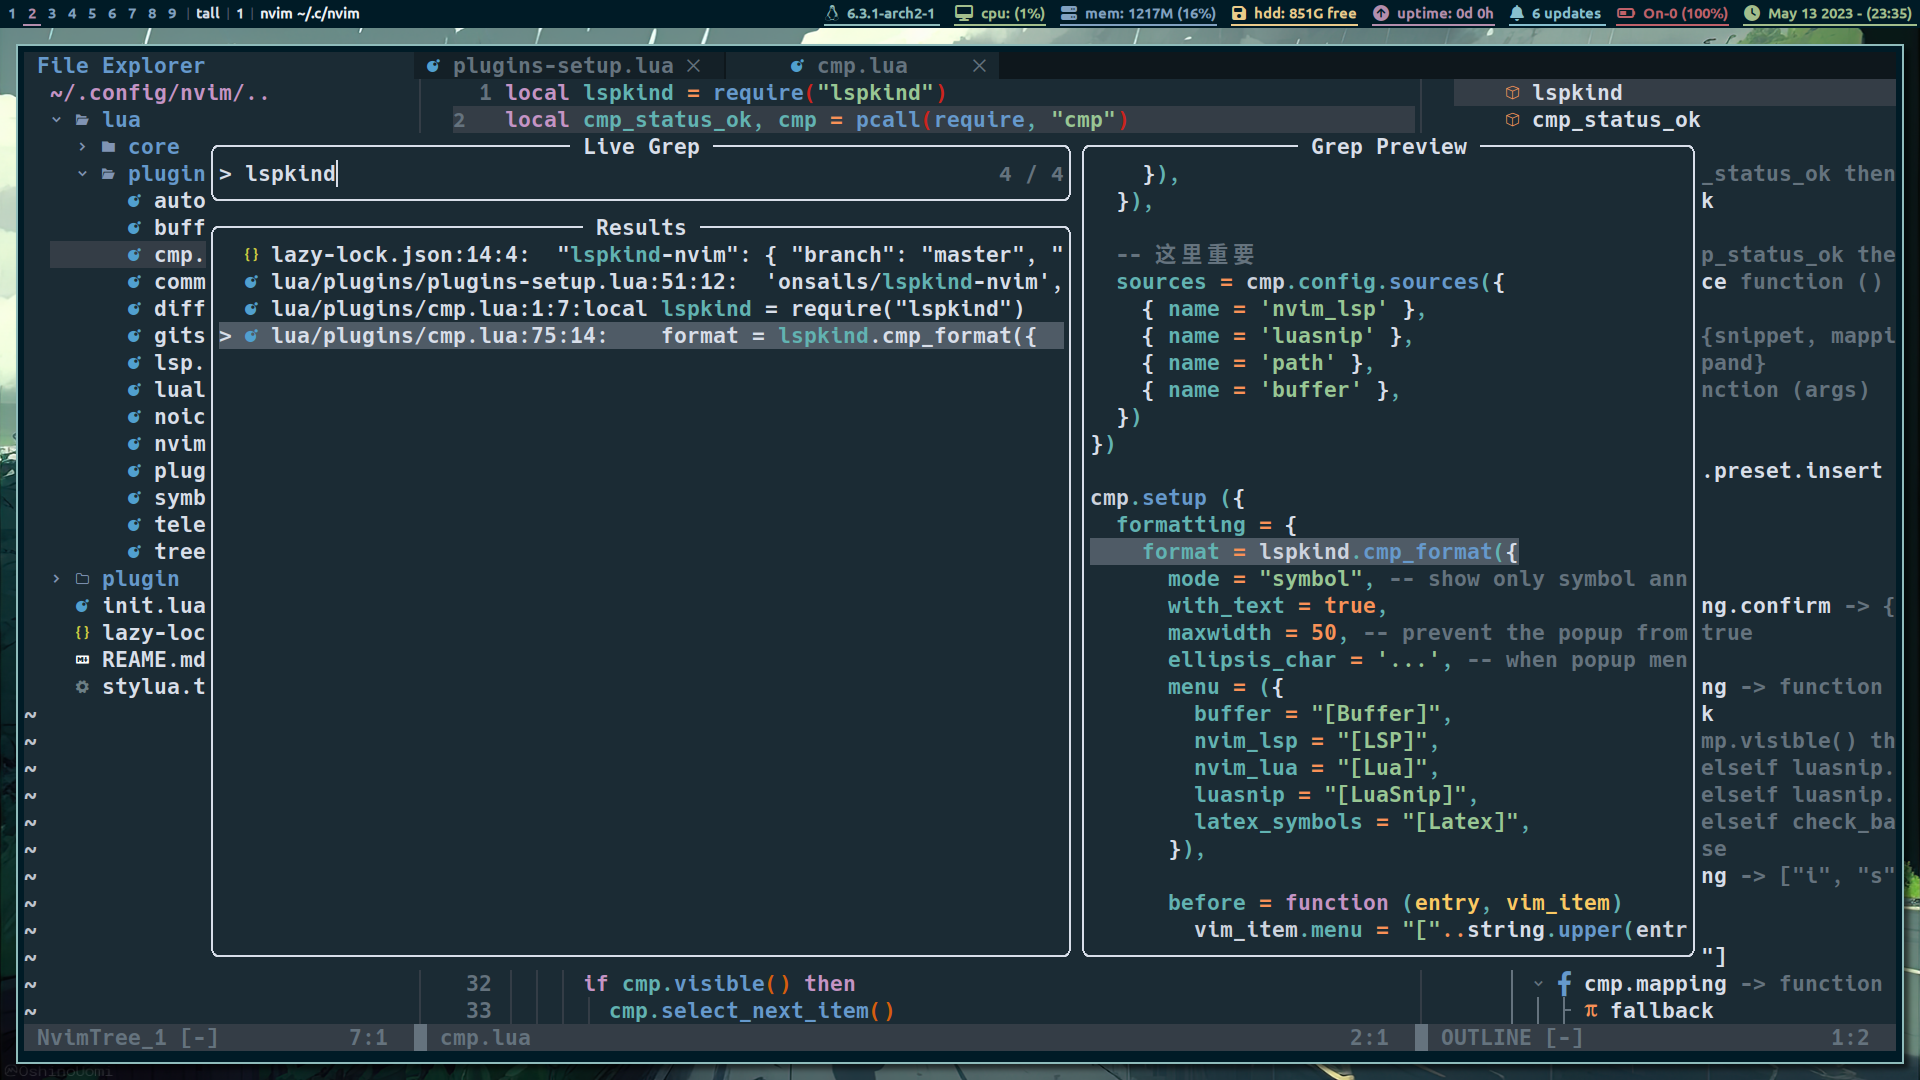 1 2 3 4 5 6 7 8 9 | tall | 1 | nvim ~/.c/nvim
6.3.1-arch2-1 cpu: (1%) mem: 1217M (16%) hdd: 851G free uptime: 0d 0h 6 updates On-0 (100%) May 13 2023 - (23:35)
File Explorer
~/.config/nvim/..
lua
core
plugin
auto
buff
cmp.
comm
diff
gits
lsp.
lual
noic
nvim
plug
symb
tele
tree
plugin
init.lua
lazy-loc
REAME.md
stylua.t
~
~
~
~
~
~
~
~
~
~
~
~
NvimTree_1 [-] 7:1
plugins-setup.lua
cmp.lua
1 local lspkind = require("lspkind")
2 local cmp_status_ok, cmp = pcall(require, "cmp")
Live Grep
> lspkind 4 / 4
Results
{} lazy-lock.json:14:4: "lspkind-nvim": { "branch": "master", "
lua/plugins/plugins-setup.lua:51:12: 'onsails/lspkind-nvim',
lua/plugins/cmp.lua:1:7:local lspkind = require("lspkind")
> lua/plugins/cmp.lua:75:14: format = lspkind.cmp_format({
32 if cmp.visible() then
33 cmp.select_next_item()
cmp.lua 2:1
Grep Preview
}),
}),
-- 这里重要
sources = cmp.config.sources({
{ name = 'nvim_lsp' },
{ name = 'luasnip' },
{ name = 'path' },
{ name = 'buffer' },
})
})
cmp.setup ({
formatting = {
format = lspkind.cmp_format({
mode = "symbol", -- show only symbol ann
with_text = true,
maxwidth = 50, -- prevent the popup from
ellipsis_char = '...', -- when popup men
menu = ({
buffer = "[Buffer]",
nvim_lsp = "[LSP]",
nvim_lua = "[Lua]",
luasnip = "[LuaSnip]",
latex_symbols = "[Latex]",
}),
before = function (entry, vim_item)
vim_item.menu = "["..string.upper(entr
lspkind
cmp_status_ok
_status_ok then
k
p_status_ok the
ce function ()
{snippet, mappi
pand}
nction (args)
.preset.insert
ng.confirm -> {
true
ng -> function
k
mp.visible() th
elseif luasnip.
elseif luasnip.
elseif check_ba
se
ng -> ["i", "s"
"]
cmp.mapping -> function
π fallback
OUTLINE [-] 1:2
@OshinoUomi